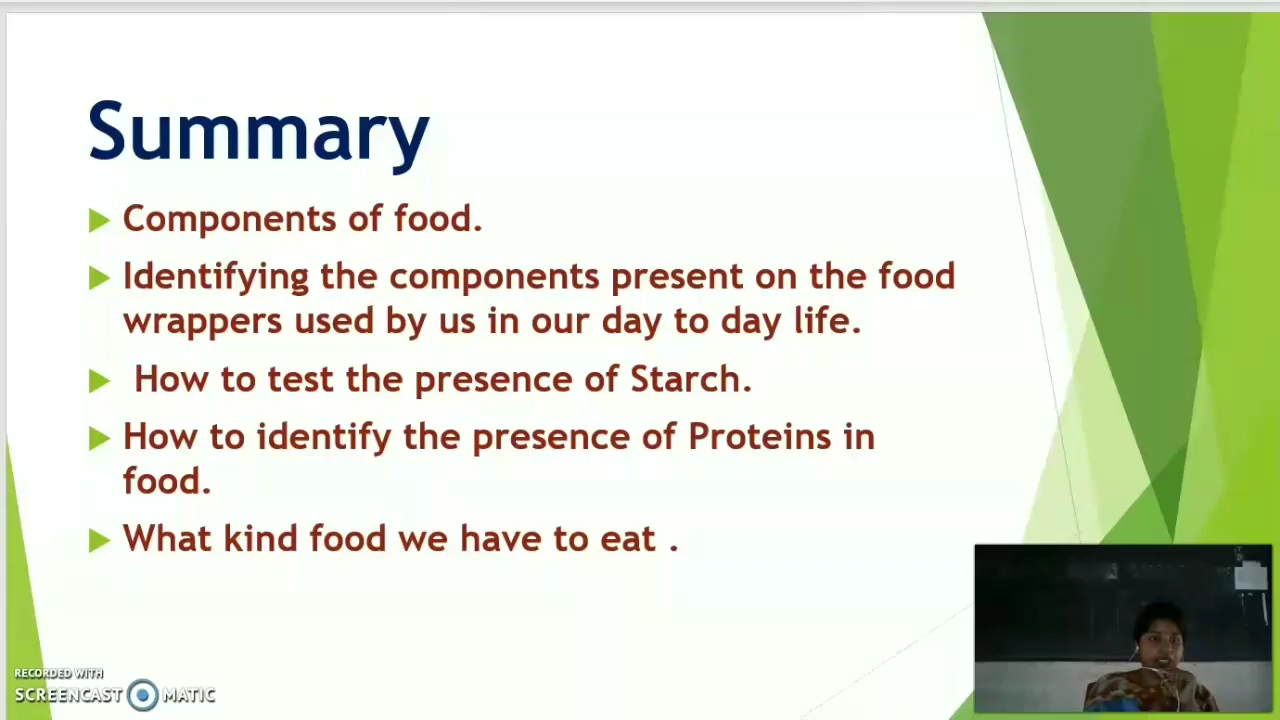 Summary
Components of food.
Identifying the components present on the food
wrappers used by us in our day to day life.
How to test the presence of Starch.
How to identify the presence of Proteins in
food.
What kind food we have to eat .
RECORDED WITH
SCREENCAST MATIC